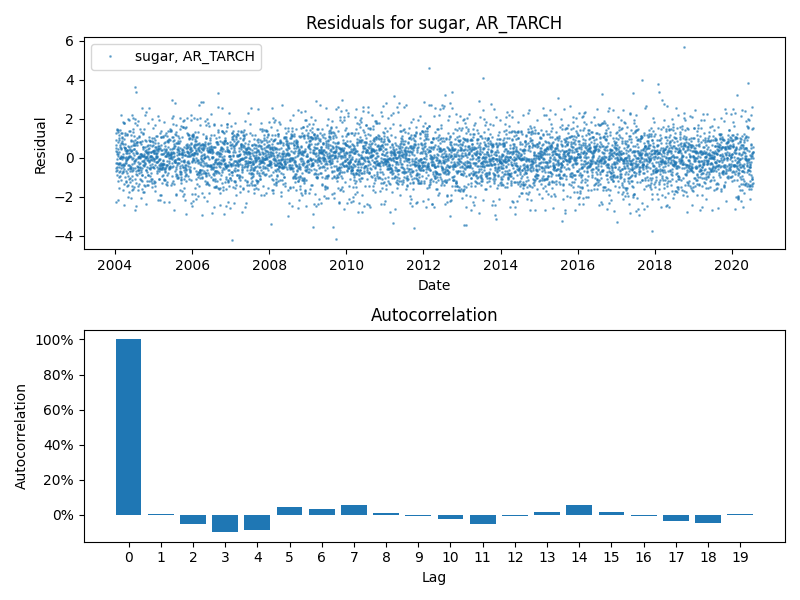 Residuals for sugar, AR_TARCH
sugar, AR_TARCH
6
4
2
0
−2
−4
Residual
2004 2006 2008 2010 2012 2014 2016 2018 2020
Date
Autocorrelation
100%
80%
60%
40%
20%
0%
Autocorrelation
0 1 2 3 4 5 6 7 8 9 10 11 12 13 14 15 16 17 18 19
Lag